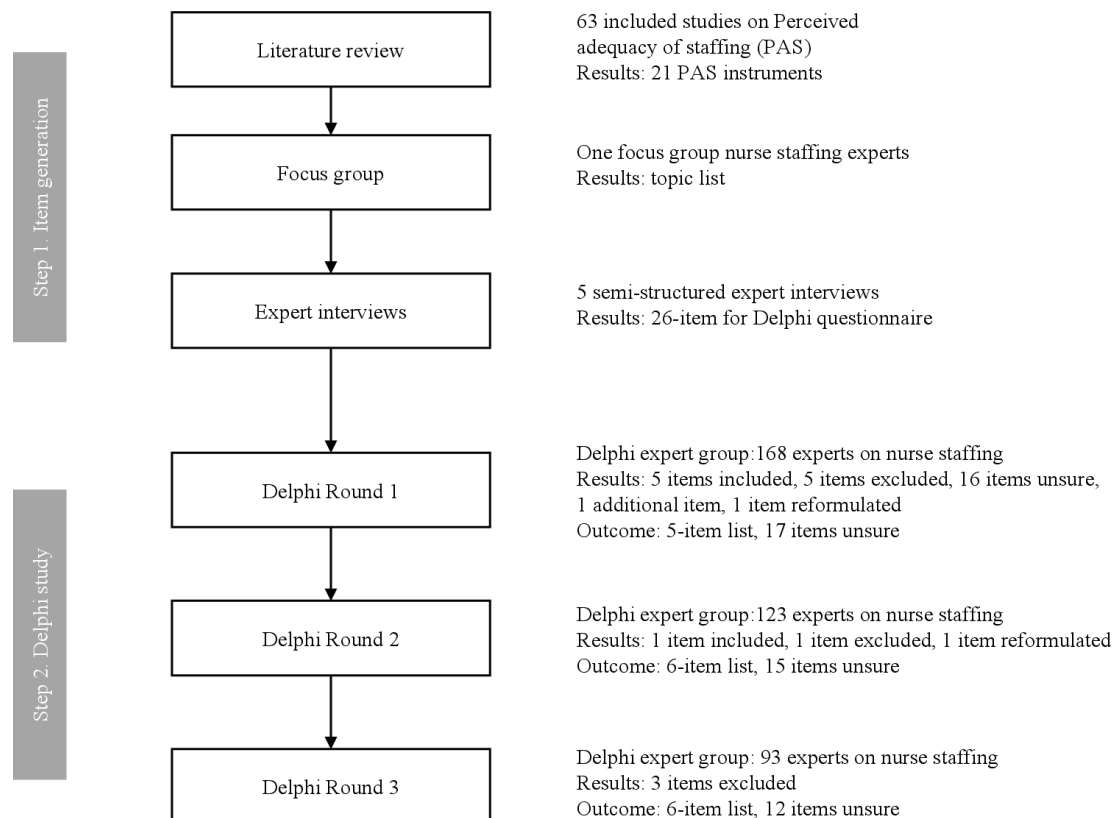 Step 1. Item generation
Literature review
63 included studies on Perceived
adequacy of staffing (PAS)
Results: 21 PAS instruments
Focus group
One focus group nurse staffing experts
Results: topic list
Expert interviews
5 semi-structured expert interviews
Results: 26-item for Delphi questionnaire
Step 2. Delphi study
Delphi Round 1
Delphi expert group:168 experts on nurse staffing
Results: 5 items included, 5 items excluded, 16 items unsure,
1 additional item, 1 item reformulated
Outcome: 5-item list, 17 items unsure
Delphi Round 2
Delphi expert group:123 experts on nurse staffing
Results: 1 item included, 1 item excluded, 1 item reformulated
Outcome: 6-item list, 15 items unsure
Delphi Round 3
Delphi expert group: 93 experts on nurse staffing
Results: 3 items excluded
Outcome: 6-item list, 12 items unsure